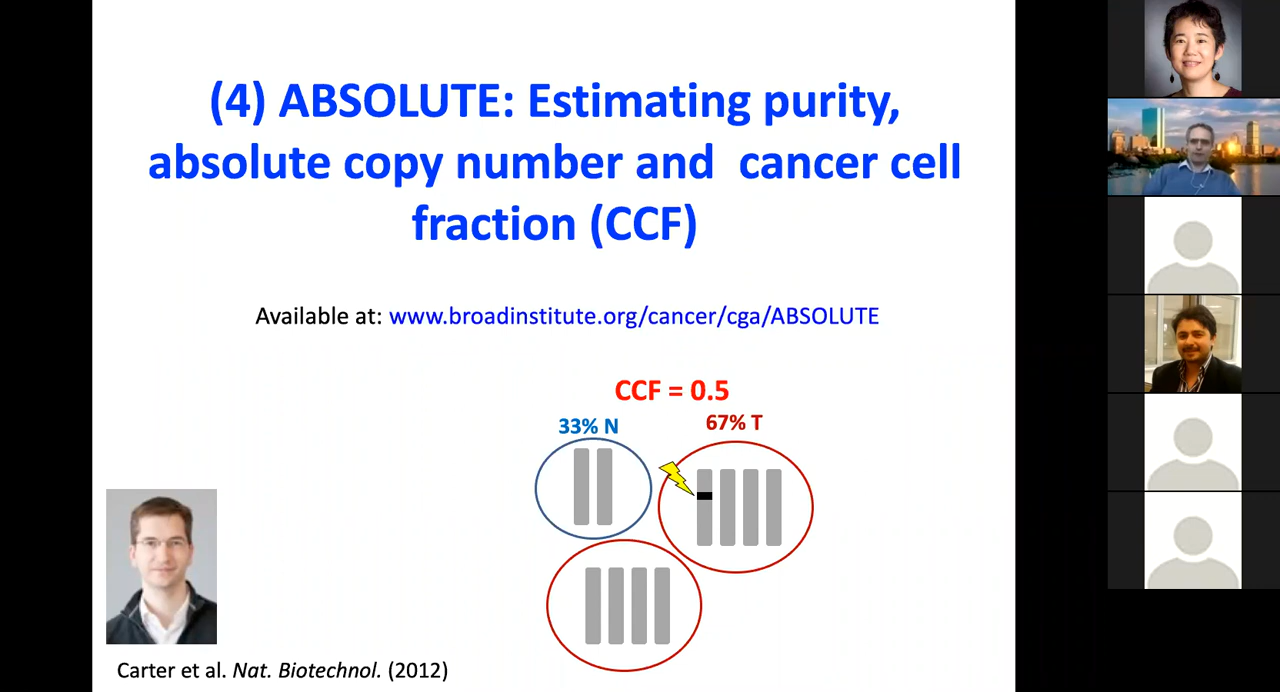 (4) ABSOLUTE: Estimating purity,
absolute copy number and cancer cell
fraction (CCF)
Available at: www.broadinstitute.org/cancer/cga/ABSOLUTE
CCF = 0.5
33% N
67% T
Carter et al. Nat. Biotechnol. (2012)